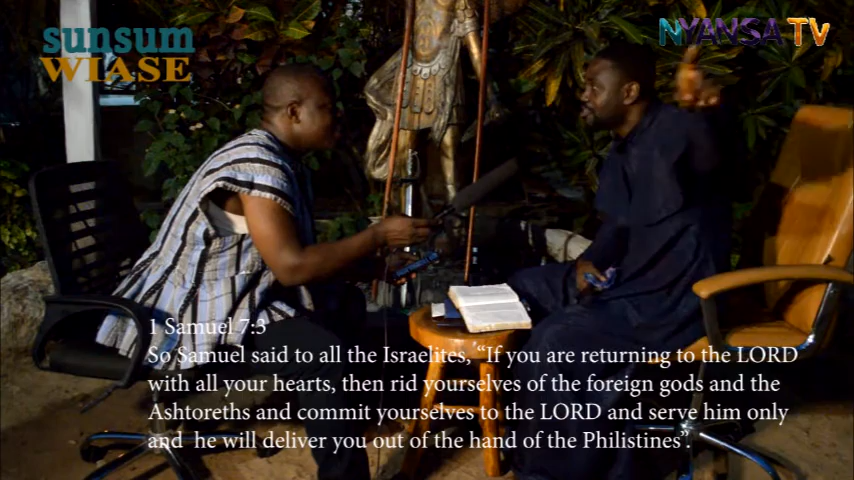 sunsum
WIASE
NYANSA TV
1 Samuel 7:3
So Samuel said to all the Israelites, “If you are returning to the LORD
with all your hearts, then rid yourselves of the foreign gods and the
Ashtoreths and commit yourselves to the LORD and serve him only
and  he will deliver you out of the hand of the Philistines”.